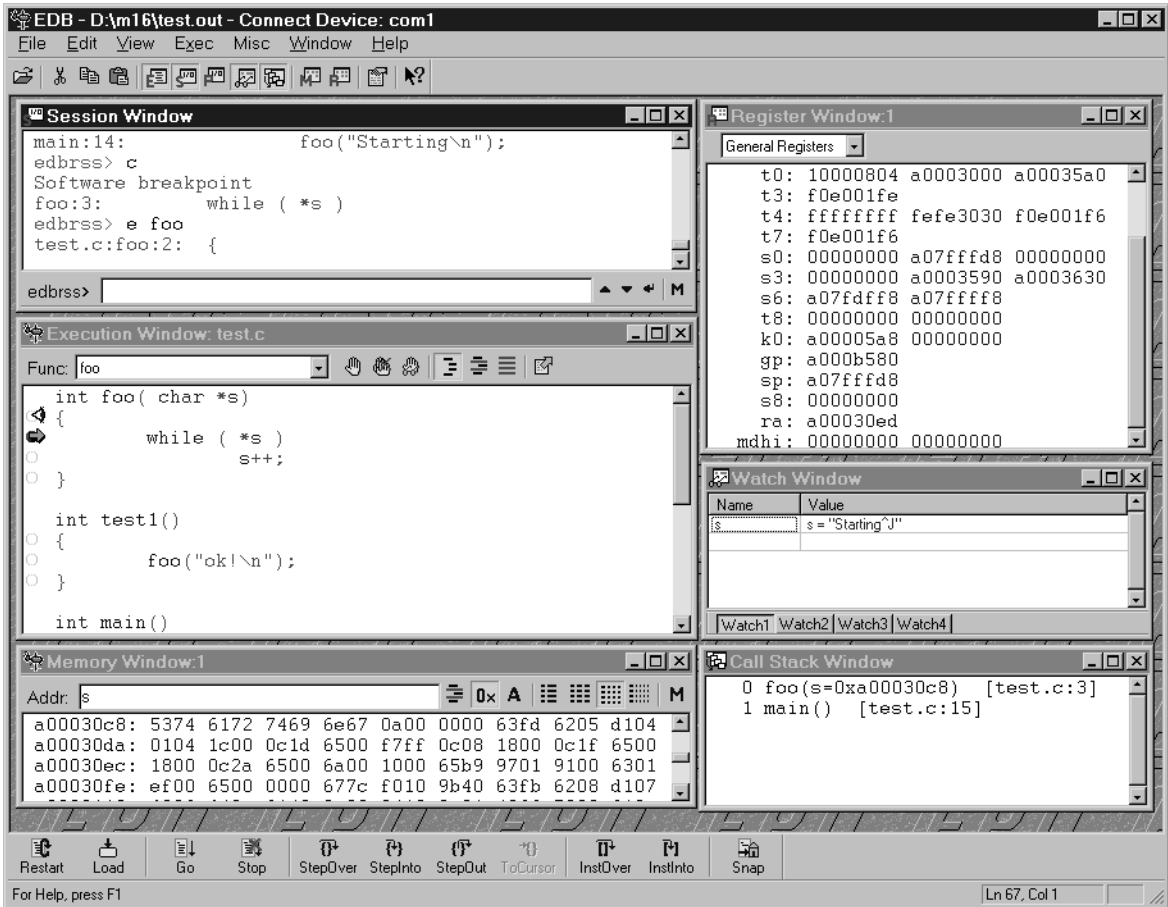 EDB - D:\m16\test.out - Connect Device: com1
File Edit View Exec Misc Window Help
Session Window
main:14: foo("Starting\n");
edbrss> c
Software breakpoint
foo:3: while ( *s )
edbrss> e foo
test.c:foo:2: {
edbrss> M
Execution Window: test.c
Func: foo
int foo( char *s)
{
while ( *s )
s++;
}
int test1()
{
foo("ok!\n");
}
int main()
Memory Window:1
Addr: s 0x A M
a00030c8: 5374 6172 7469 6e67 0a00 0000 63fd 6205 d104
a00030da: 0104 1c00 0c1d 6500 f7ff 0c08 1800 0c1f 6500
a00030ec: 1800 0c2a 6500 6a00 1000 65b9 9701 9100 6301
a00030fe: ef00 6500 0000 677c f010 9b40 63fb 6208 d107
Register Window:1
General Registers
t0: 10000804 a0003000 a00035a0
t3: f0e001fe
t4: ffffffff fefe3030 f0e001f6
t7: f0e001f6
s0: 00000000 a07fffd8 00000000
s3: 00000000 a0003590 a0003630
s6: a07fdff8 a07ffff8
t8: 00000000 00000000
k0: a00005a8 00000000
gp: a000b580
sp: a07fffd8
s8: 00000000
ra: a00030ed
mdhi: 00000000 00000000
Watch Window
Name Value
s s = "Starting^J"
Watch1 Watch2 Watch3 Watch4
Call Stack Window
0 foo(s=0xa00030c8) [test.c:3]
1 main() [test.c:15]
Restart Load Go Stop StepOver StepInto StepOut ToCursor InstOver InstInto Snap
For Help, press F1
Ln 67, Col 1